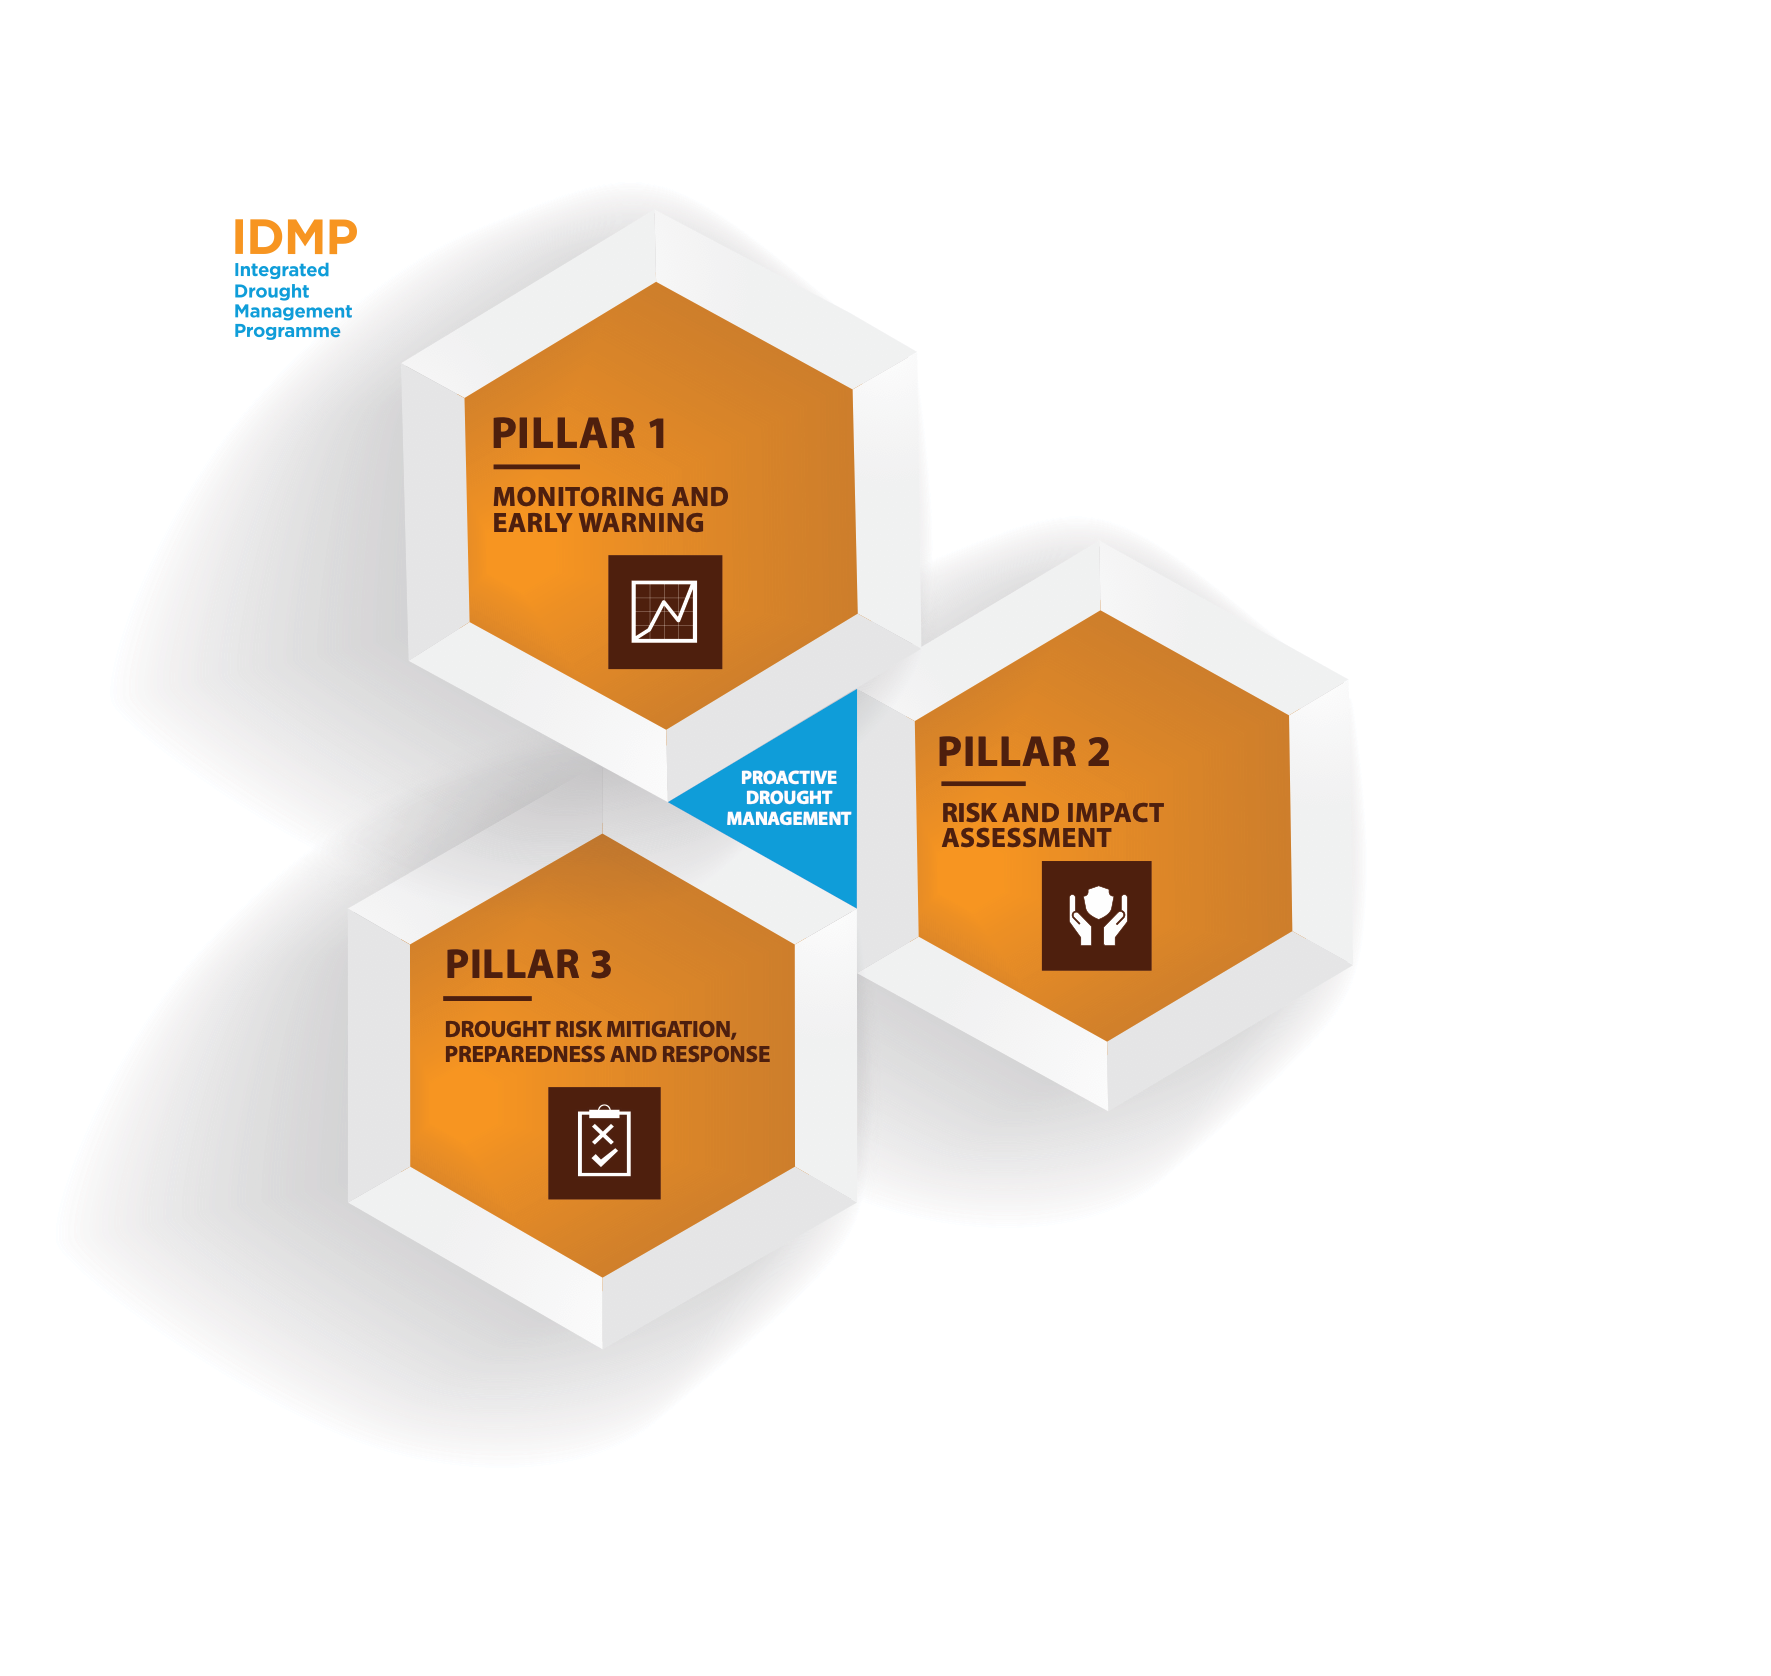 IDMP
Integrated
Drought
Management
Programme
PILLAR 1
MONITORING AND
EARLY WARNING
PILLAR 2
RISK AND IMPACT
ASSESSMENT
PROACTIVE
DROUGHT
MANAGEMENT
PILLAR 3
DROUGHT RISK MITIGATION,
PREPAREDNESS AND RESPONSE